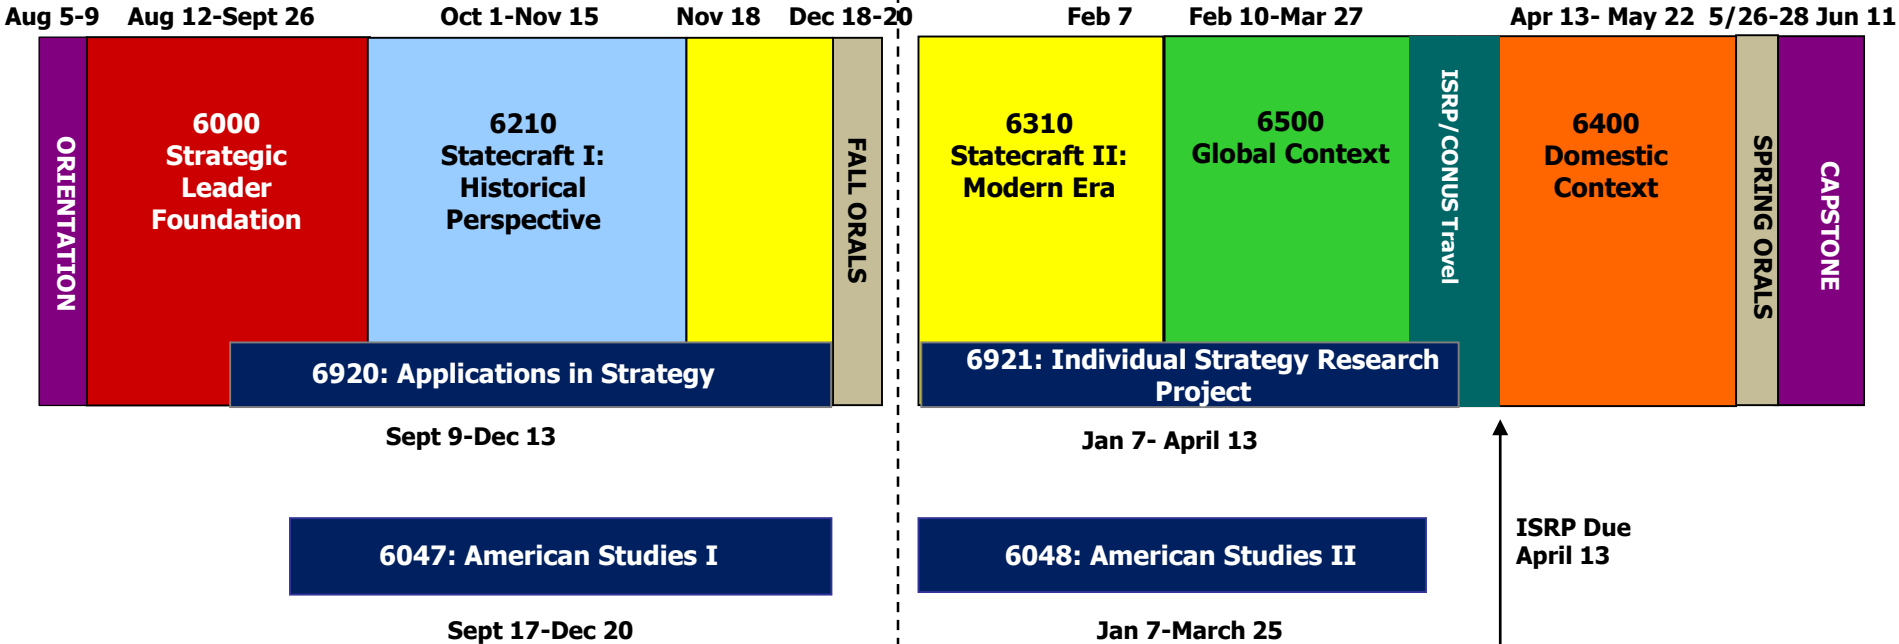 Aug 5-9 Aug 12-Sept 26 Oct 1-Nov 15 Nov 18 Dec 18-20 Feb 7 Feb 10-Mar 27 Apr 13- May 22 5/26-28 Jun 11
ORIENTATION
6000
Strategic
Leader
Foundation
6210
Statecraft I:
Historical
Perspective
FALL ORALS
6310
Statecraft II:
Modern Era
6500
Global Context
ISRP/CONUS Travel
6400
Domestic
Context
SPRING ORALS
CAPSTONE
6920: Applications in Strategy
6921: Individual Strategy Research
Project
Sept 9-Dec 13
Jan 7- April 13
6047: American Studies I
6048: American Studies II
ISRP Due
April 13
Sept 17-Dec 20
Jan 7-March 25